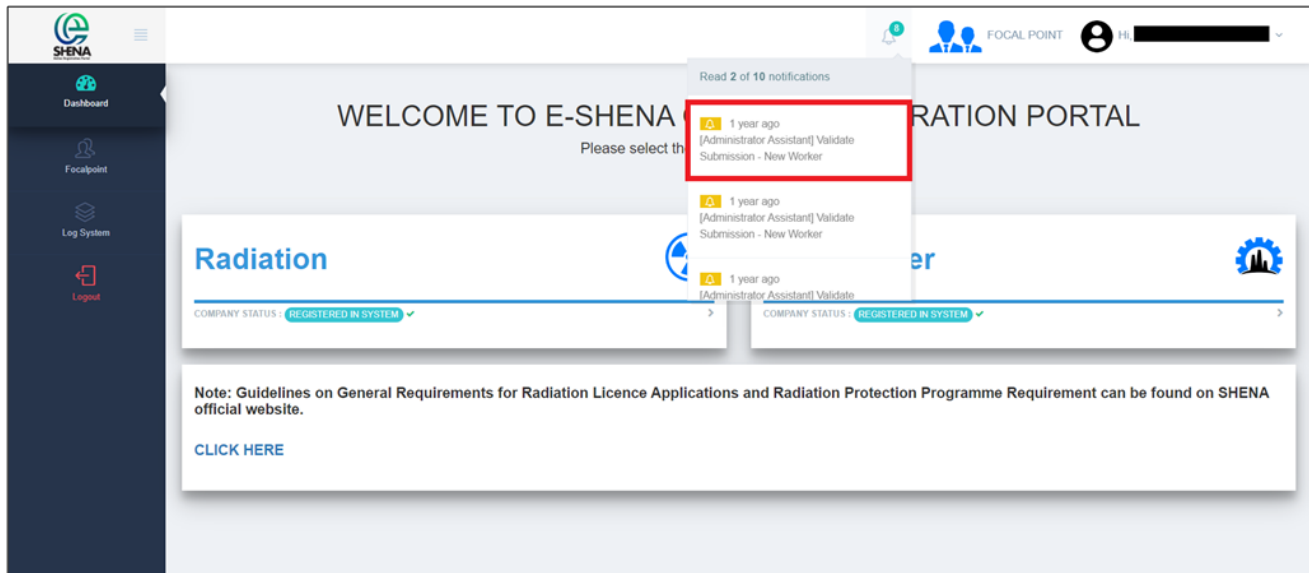 SHENA
8
FOCAL POINT
Hi,
Dashboard
Focalpoint
Log System
Logout
Read 2 of 10 notifications
1 year ago
[Administrator Assistant] Validate
Submission - New Worker
1 year ago
[Administrator Assistant] Validate
Submission - New Worker
1 year ago
[Administrator Assistant] Validate
WELCOME TO E-SHENA RATION PORTAL
Please select th
Radiation
COMPANY STATUS : REGISTERED IN SYSTEM
er
COMPANY STATUS : REGISTERED IN SYSTEM
Note: Guidelines on General Requirements for Radiation Licence Applications and Radiation Protection Programme Requirement can be found on SHENA
official website.
CLICK HERE